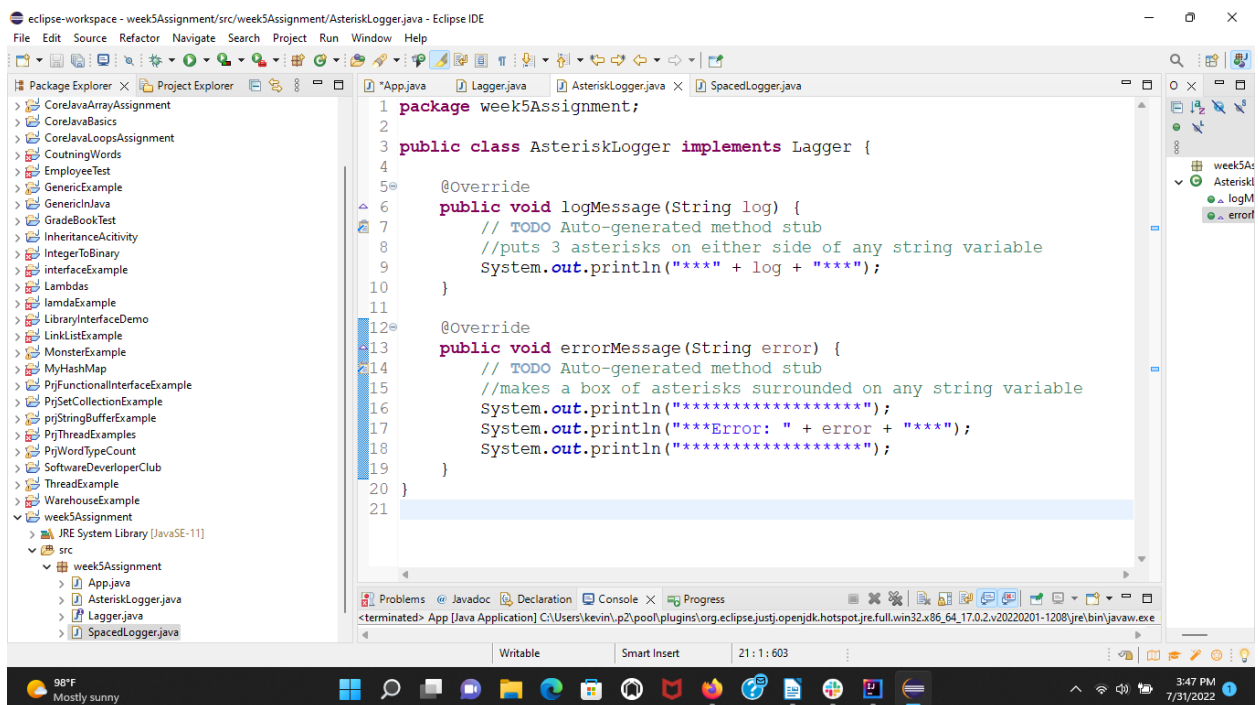 eclipse-workspace - week5Assignment/src/week5Assignment/AsteriskLogger.java - Eclipse IDE
File Edit Source Refactor Navigate Search Project Run Window Help
Package Explorer Project Explorer
CoreJavaArrayAssignment
CoreJavaBasics
CoreJavaLoopsAssignment
CoutningWords
EmployeeTest
GenericExample
GenericInJava
GradeBookTest
InheritanceAcitivity
IntegerToBinary
interfaceExample
Lambdas
lamdaExample
LibraryInterfaceDemo
LinkListExample
MonsterExample
MyHashMap
PrjFunctionalInterfaceExample
PrjSetCollectionExample
prjStringBufferExample
PrjThreadExamples
PrjWordTypeCount
SoftwareDeverloperClub
ThreadExample
WarehouseExample
week5Assignment
JRE System Library [JavaSE-11]
src
week5Assignment
App.java
AsteriskLogger.java
Lagger.java
SpacedLogger.java
*App.java Lagger.java AsteriskLogger.java SpacedLogger.java
1 package week5Assignment;
2
3 public class AsteriskLogger implements Lagger {
4
5 @Override
6 public void logMessage(String log) {
7 // TODO Auto-generated method stub
8 //puts 3 asterisks on either side of any string variable
9 System.out.println("***" + log + "***");
10 }
11
12 @Override
13 public void errorMessage(String error) {
14 // TODO Auto-generated method stub
15 //makes a box of asterisks surrounded on any string variable
16 System.out.println("******************");
17 System.out.println("***Error: " + error + "***");
18 System.out.println("******************");
19 }
20 }
21
O
week5As
AsteriskL
logM
errorM
Problems Javadoc Declaration Console Progress
<terminated> App [Java Application] C:\Users\kevin\.p2\pool\plugins\org.eclipse.justj.openjdk.hotspot.jre.full.win32.x86_64_17.0.2.v20220201-1208\jre\bin\javaw.exe
Writable Smart Insert 21 : 1 : 603
98°F
Mostly sunny
3:47 PM
7/31/2022
1